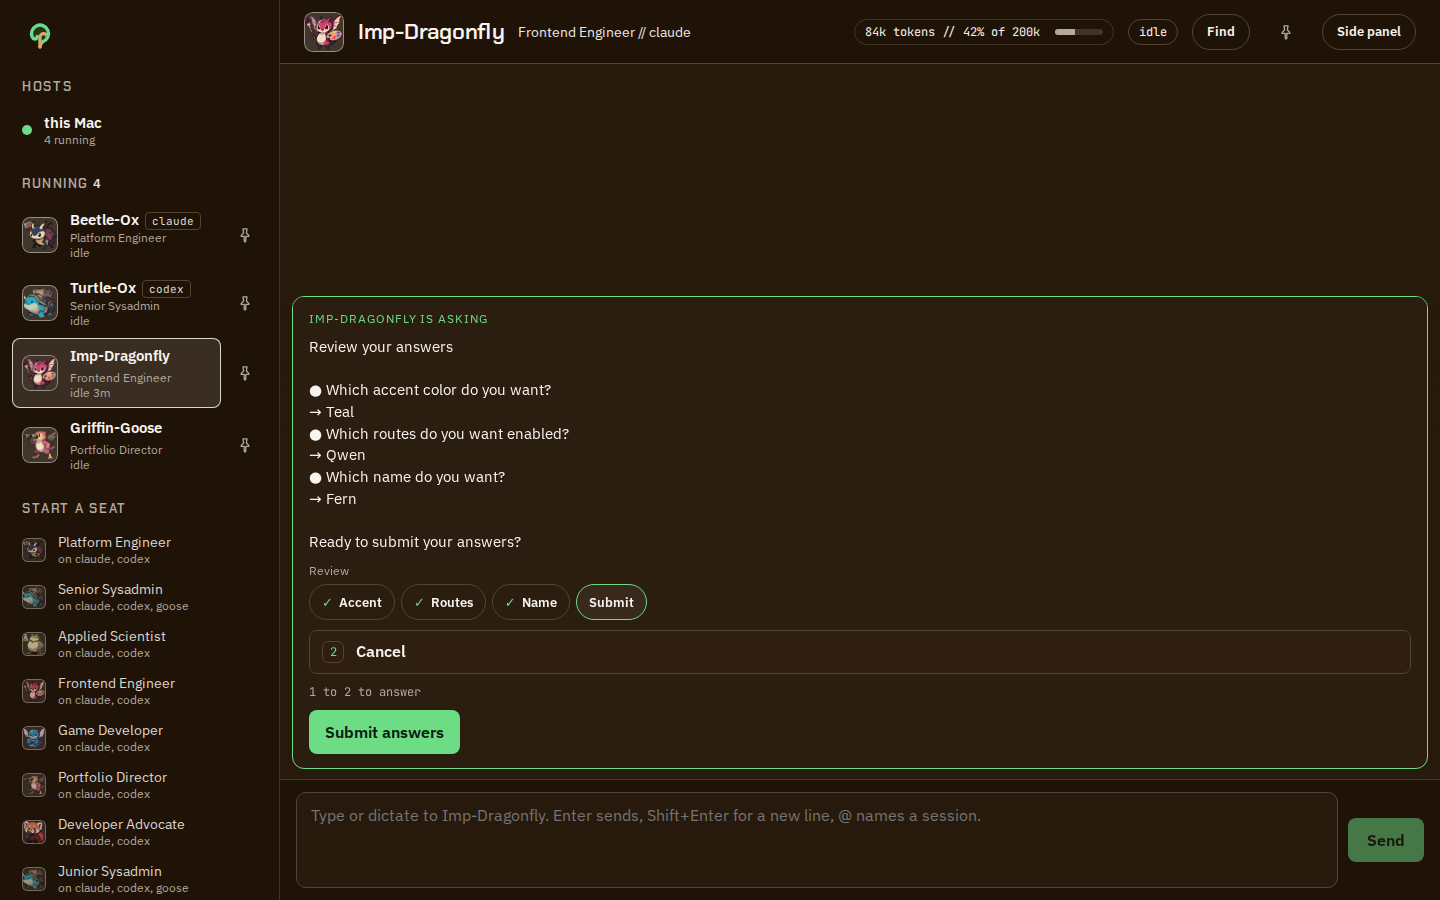 HOSTS
this Mac
4 running
RUNNING 4
Beetle-Ox claude
Platform Engineer
idle
Turtle-Ox codex
Senior Sysadmin
idle
Imp-Dragonfly
Frontend Engineer
idle 3m
Griffin-Goose
Portfolio Director
idle
START A SEAT
Platform Engineer
on claude, codex
Senior Sysadmin
on claude, codex, goose
Applied Scientist
on claude, codex
Frontend Engineer
on claude, codex
Game Developer
on claude, codex
Portfolio Director
on claude, codex
Developer Advocate
on claude, codex
Junior Sysadmin
on claude, codex, goose
Imp-Dragonfly Frontend Engineer // claude
84k tokens // 42% of 200k
idle
Find
Side panel
IMP-DRAGONFLY IS ASKING
Review your answers
● Which accent color do you want?
→ Teal
● Which routes do you want enabled?
→ Qwen
● Which name do you want?
→ Fern
Ready to submit your answers?
Review
✓ Accent ✓ Routes ✓ Name Submit
2 Cancel
1 to 2 to answer
Submit answers
Type or dictate to Imp-Dragonfly. Enter sends, Shift+Enter for a new line, @ names a session.
Send